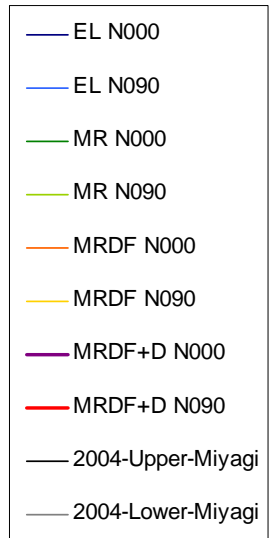 EL N000
EL N090
MR N000
MR N090
MRDF N000
MRDF N090
MRDF+D N000
MRDF+D N090
2004-Upper-Miyagi
2004-Lower-Miyagi